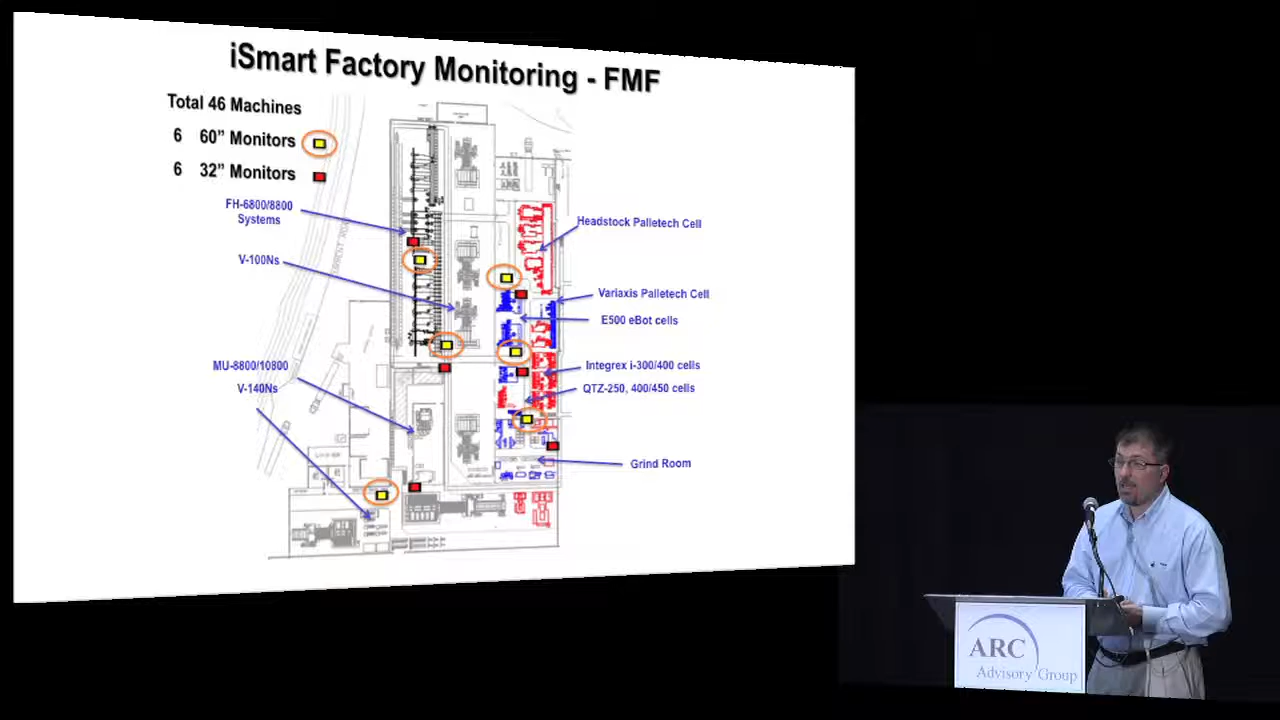 iSmart Factory Monitoring - FMF
Total 46 Machines
6 60” Monitors
6 32” Monitors
FH-6800/8800
Systems
V-100Ns
MU-8800/10800
V-140Ns
Headstock Palletech Cell
Variaxis Palletech Cell
E500 eBot cells
Integrex i-300/400 cells
QTZ-250, 400/450 cells
Grind Room
ARC
Advisory Group